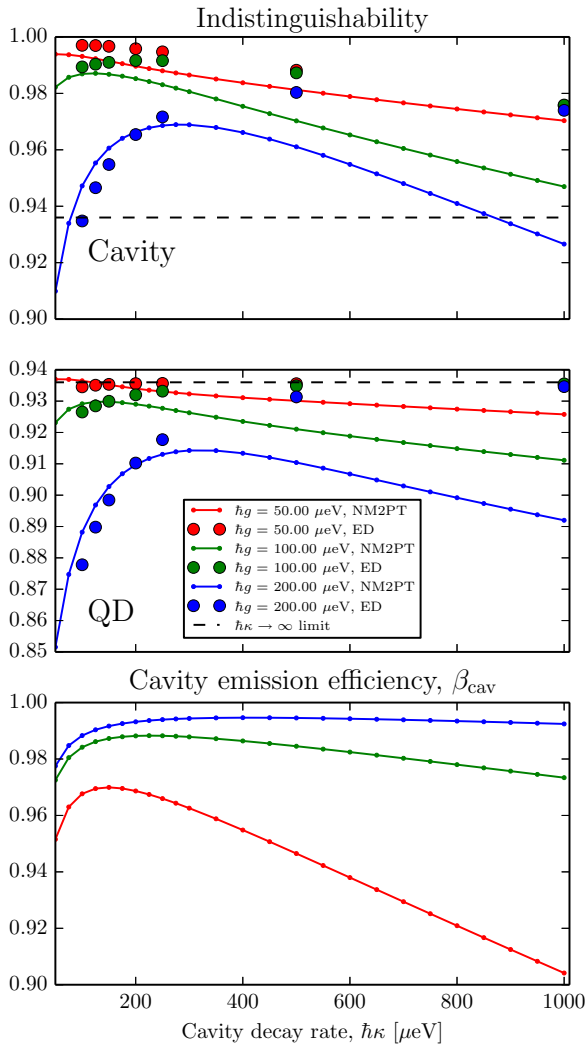 Indistinguishability
1.00
0.98
0.96
0.94
0.92
0.90
Cavity
0.94
0.93
0.92
0.91
0.90
0.89
0.88
0.87
0.86
0.85
QD
ħg = 50.00 μeV, NM2PT
ħg = 50.00 μeV, ED
ħg = 100.00 μeV, NM2PT
ħg = 100.00 μeV, ED
ħg = 200.00 μeV, NM2PT
ħg = 200.00 μeV, ED
ħκ → ∞ limit
Cavity emission efficiency, β_cav
1.00
0.98
0.96
0.94
0.92
0.90
200 400 600 800 1000
Cavity decay rate, ħκ [μeV]